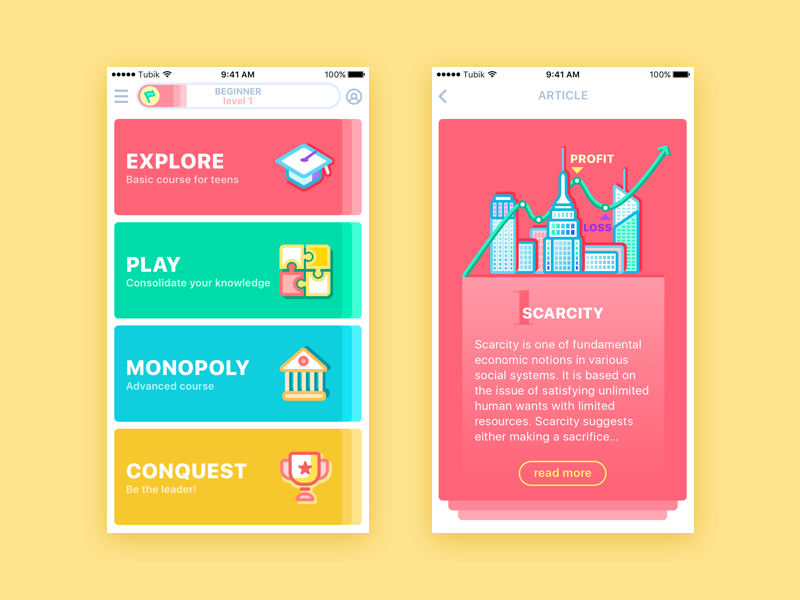 Tubik 9:41 AM 100%
BEGINNER
level 1
EXPLORE
Basic course for teens
PLAY
Consolidate your knowledge
MONOPOLY
Advanced course
CONQUEST
Be the leader!
Tubik 9:41 AM 100%
ARTICLE
PROFIT
LOSS
1 SCARCITY
Scarcity is one of fundamental
economic notions in various
social systems. It is based on
the issue of satisfying unlimited
human wants with limited
resources. Scarcity suggests
either making a sacrifice...
read more